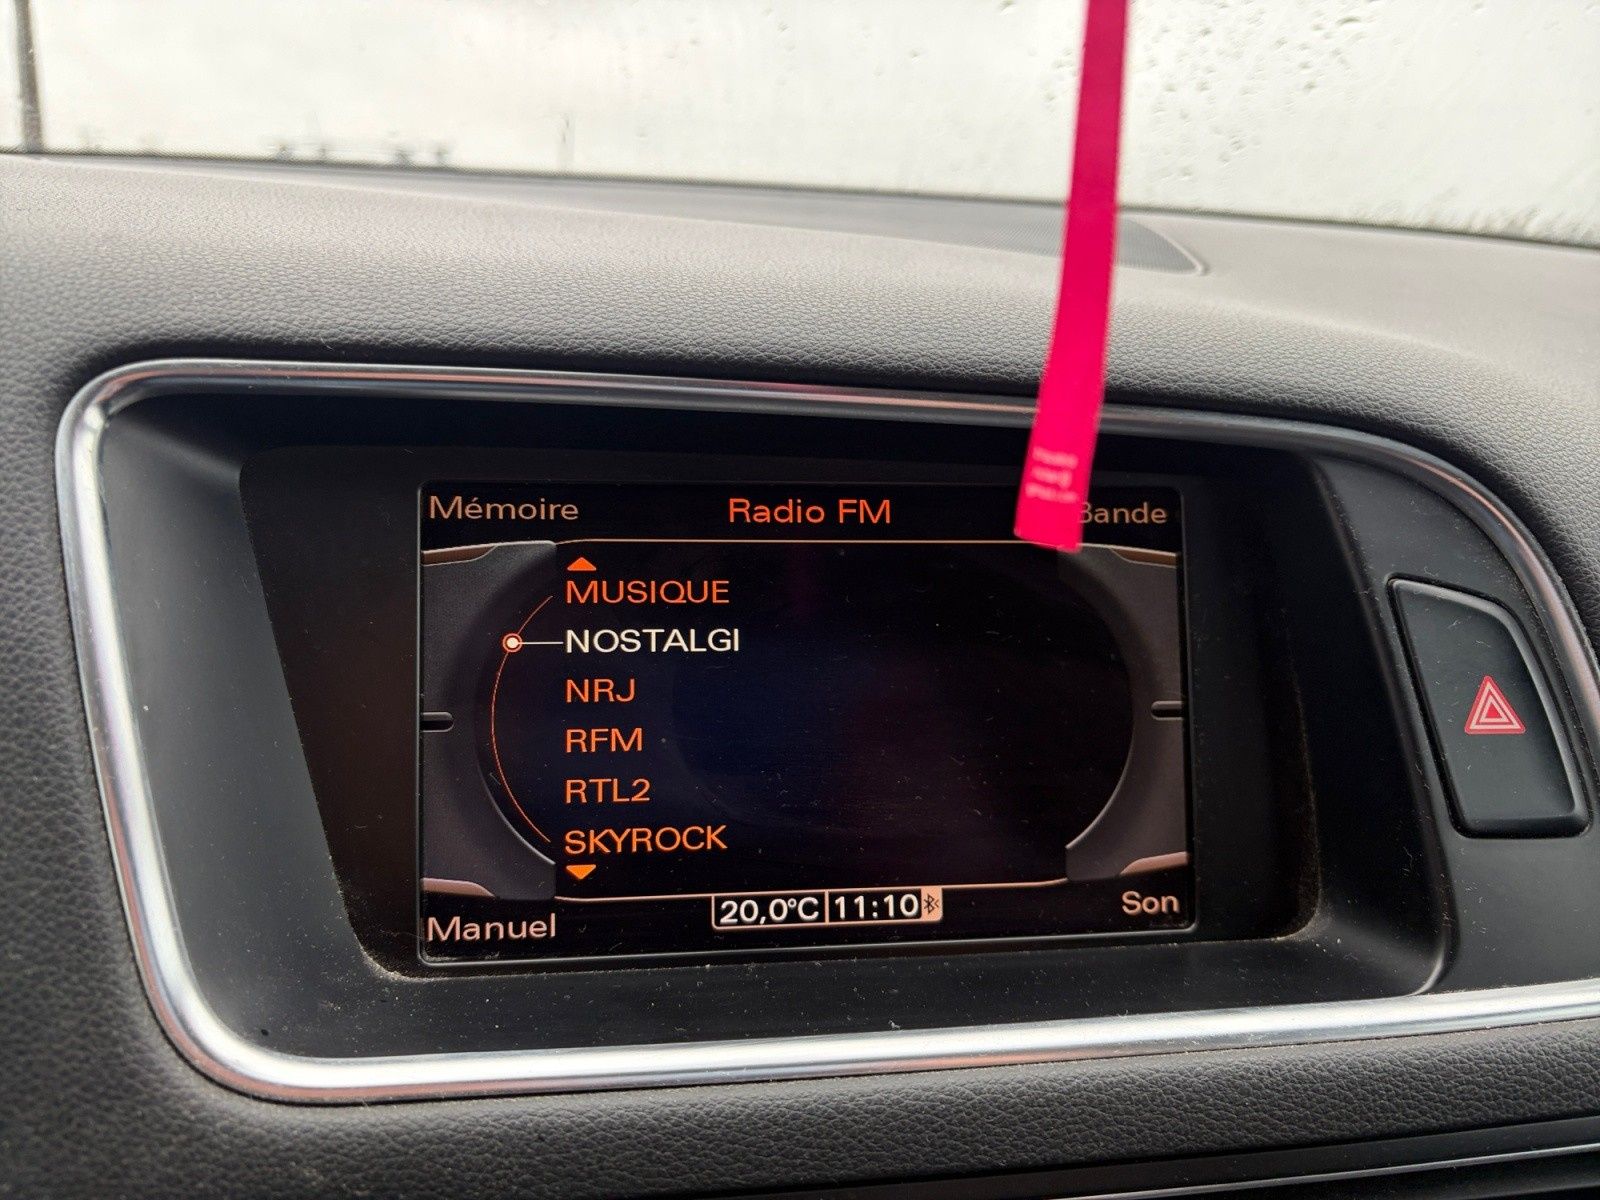 Mémoire
Radio FM
Bande
MUSIQUE
NOSTALGI
NRJ
RFM
RTL2
SKYROCK
Manuel
20,0°C
11:10
Son